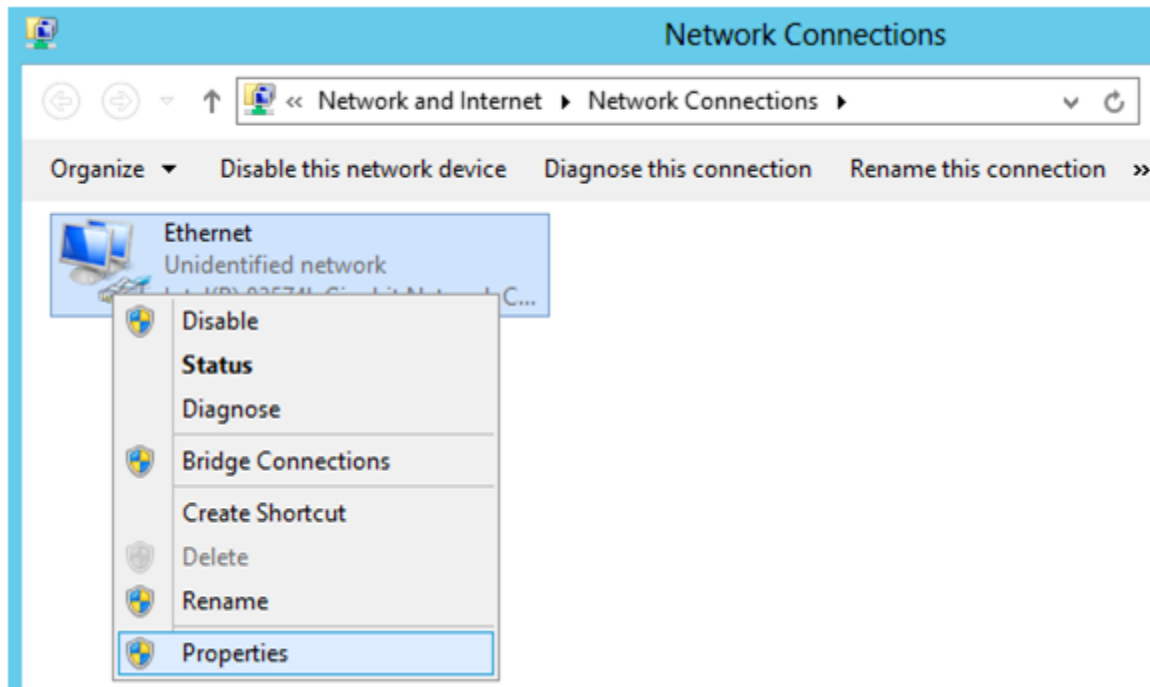 Network Connections
« Network and Internet ▸ Network Connections ▸
Organize ▾ Disable this network device Diagnose this connection Rename this connection »
Ethernet
Unidentified network
C...
Disable
Status
Diagnose
Bridge Connections
Create Shortcut
Delete
Rename
Properties